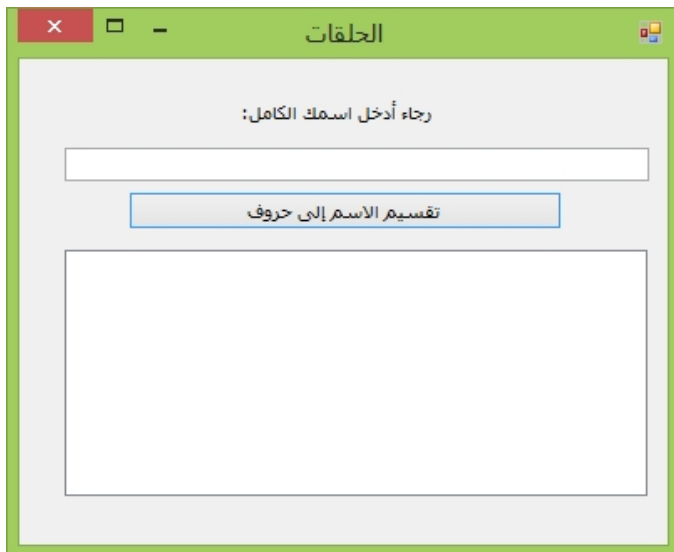 الحلقات
رجاء أدخل اسمك الكامل:
تقسيم الاسم إلى حروف